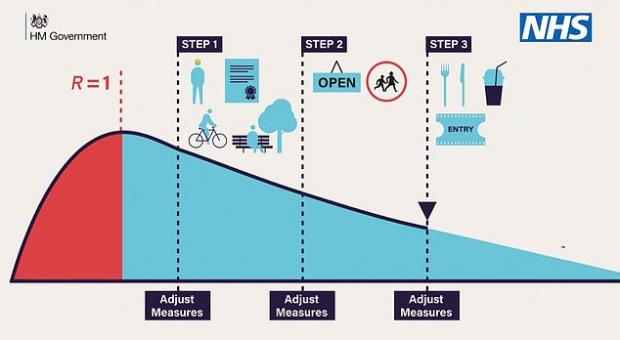 HM Government
NHS
STEP 1
STEP 2
STEP 3
R=1
OPEN
ENTRY
Adjust
Measures
Adjust
Measures
Adjust
Measures